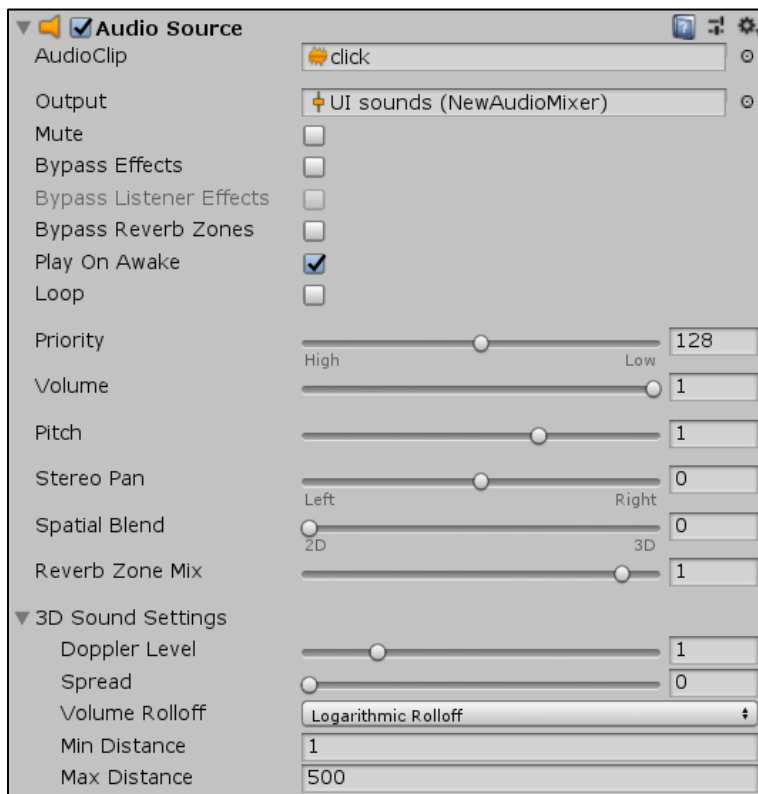 Audio Source
AudioClip click
Output UI sounds (NewAudioMixer)
Mute
Bypass Effects
Bypass Listener Effects
Bypass Reverb Zones
Play On Awake
Loop
Priority 128
High Low
Volume 1
Pitch 1
Stereo Pan 0
Left Right
Spatial Blend 0
2D 3D
Reverb Zone Mix 1
3D Sound Settings
Doppler Level 1
Spread 0
Volume Rolloff Logarithmic Rolloff
Min Distance 1
Max Distance 500